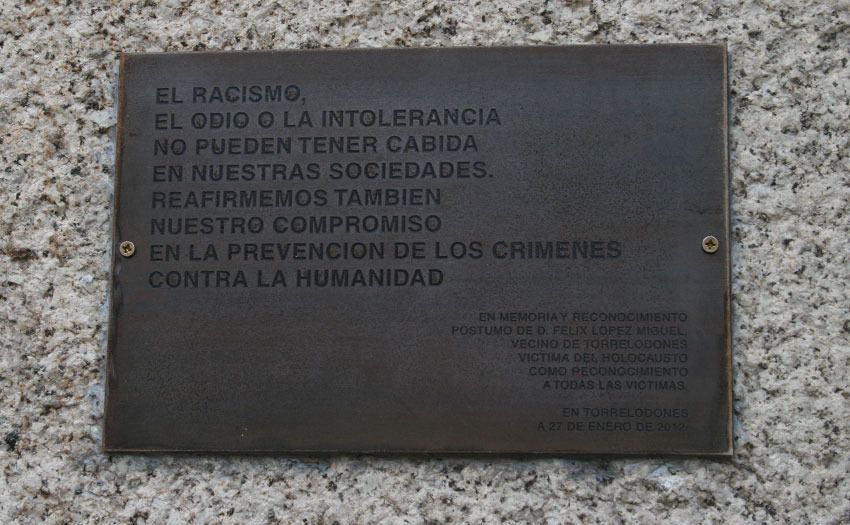 EL RACISMO,
EL ODIO O LA INTOLERANCIA
NO PUEDEN TENER CABIDA
EN NUESTRAS SOCIEDADES.
REAFIRMEMOS TAMBIEN
NUESTRO COMPROMISO
EN LA PREVENCION DE LOS CRIMENES
CONTRA LA HUMANIDAD
EN MEMORIA Y RECONOCIMIENTO
POSTUMO DE D. FELIX LOPEZ MIGUEL,
VECINO DE TORRELODONES
VICTIMA DEL HOLOCAUSTO
COMO RECONOCIMIENTO
A TODAS LAS VICTIMAS.
EN TORRELODONES
A 27 DE ENERO DE 2012